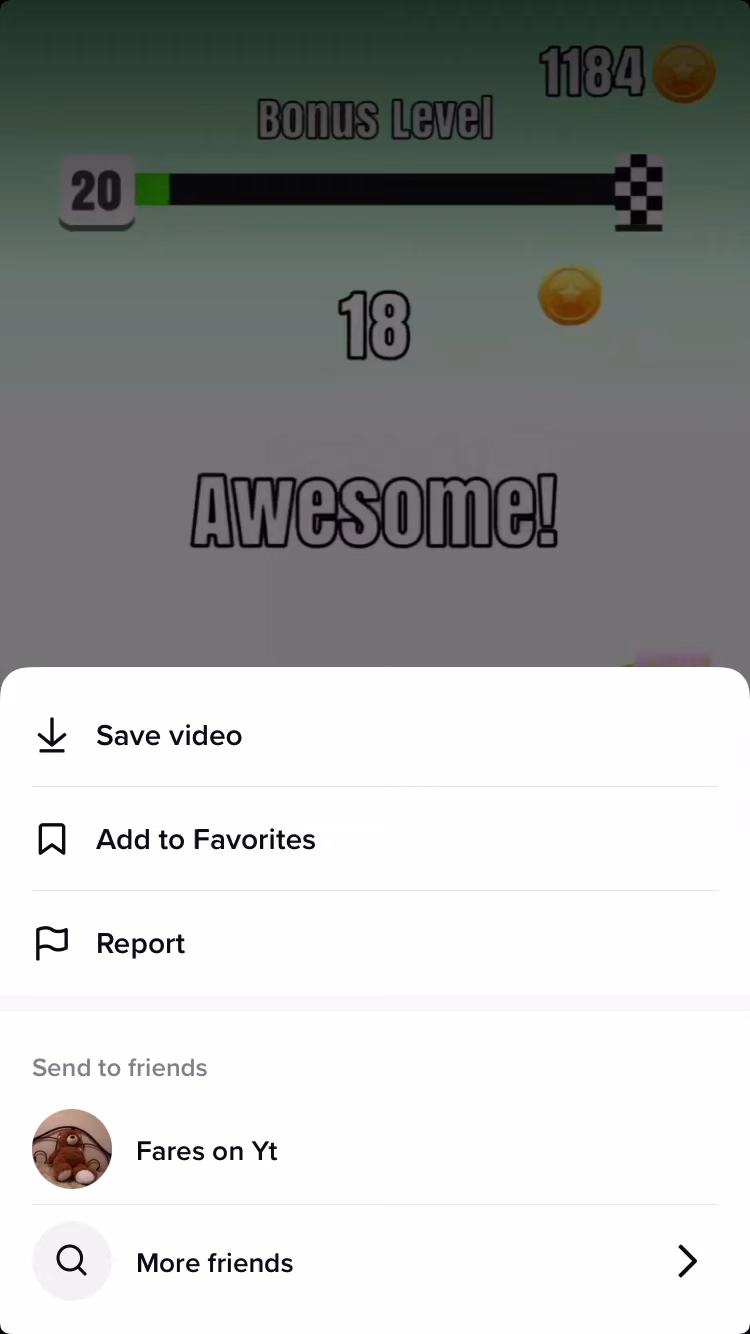 1184
Bonus Level
20
18
Awesome!
Save video
Add to Favorites
Report
Send to friends
Fares on Yt
More friends